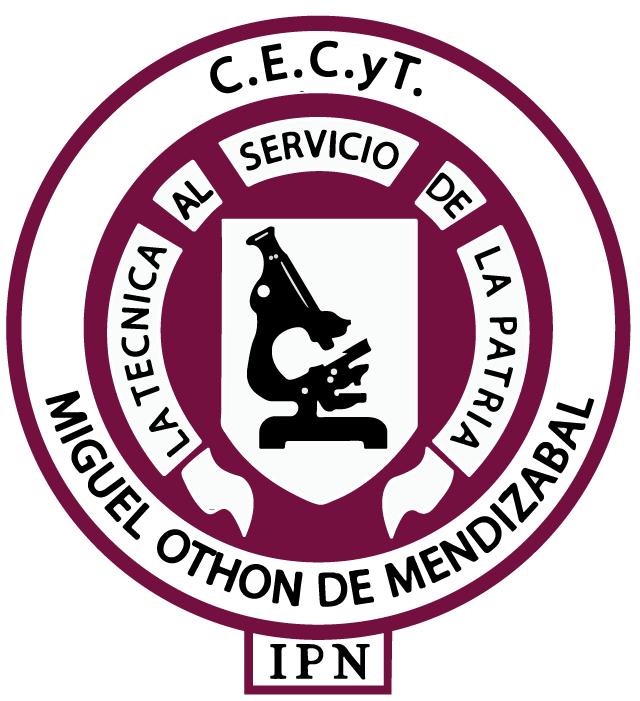 C.E.C.yT.
LA TECNICA AL SERVICIO DE LA PATRIA
MIGUEL OTHON DE MENDIZABAL
IPN